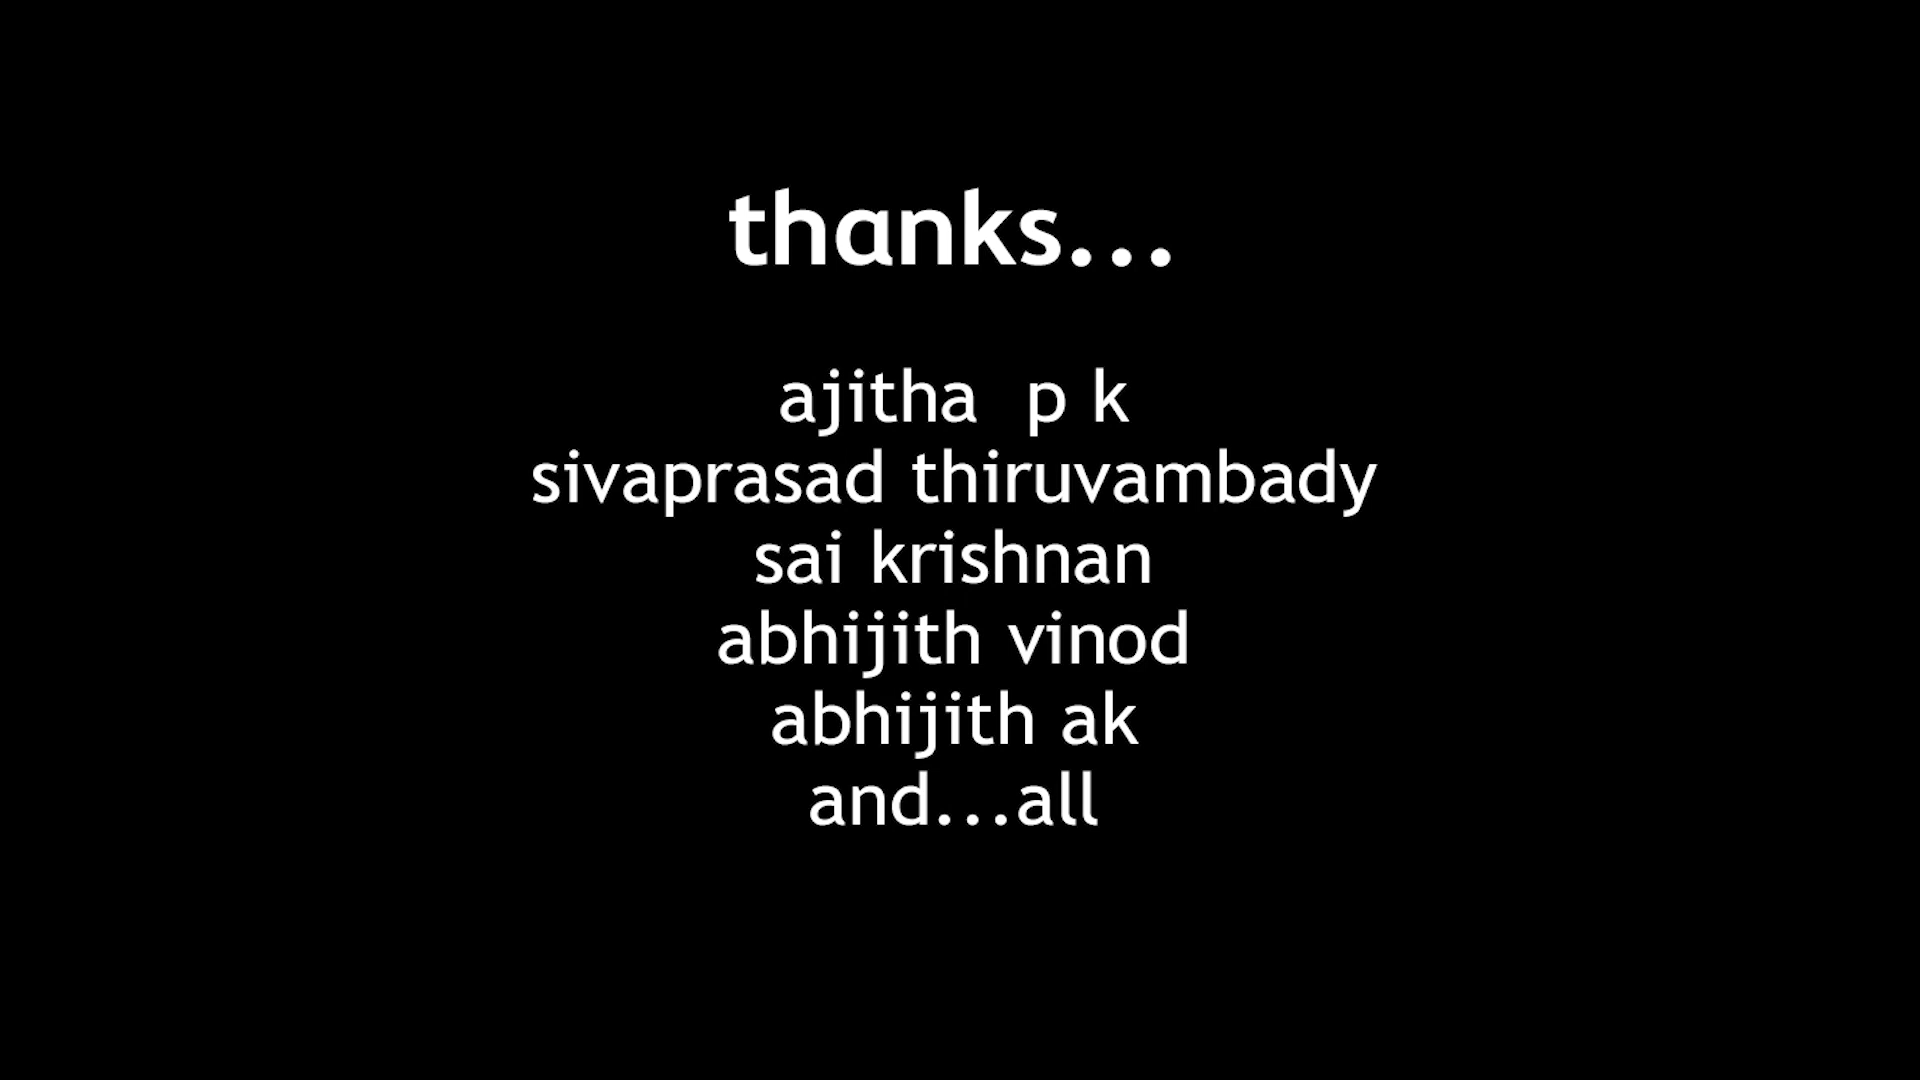 thanks...
ajitha p k
sivaprasad thiruvambady
sai krishnan
abhijith vinod
abhijith ak
and...all